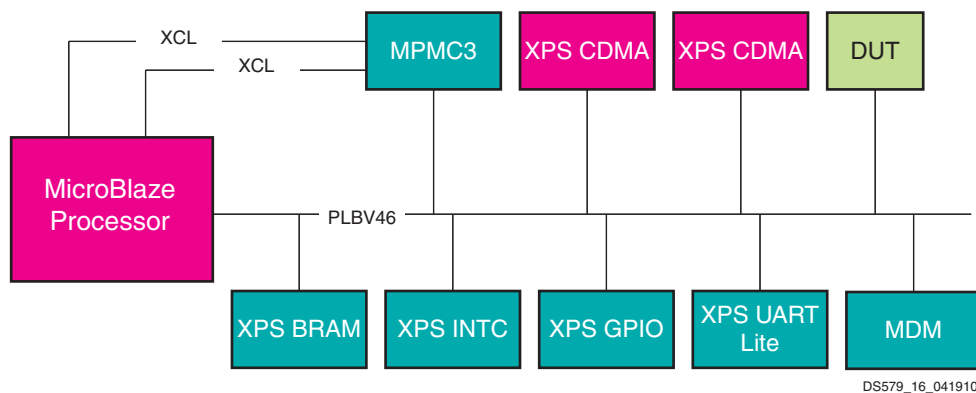 XCL
XCL
MPMC3
XPS CDMA
XPS CDMA
DUT
MicroBlaze
Processor
PLBV46
XPS BRAM
XPS INTC
XPS GPIO
XPS UART
Lite
MDM
DS579_16_041910